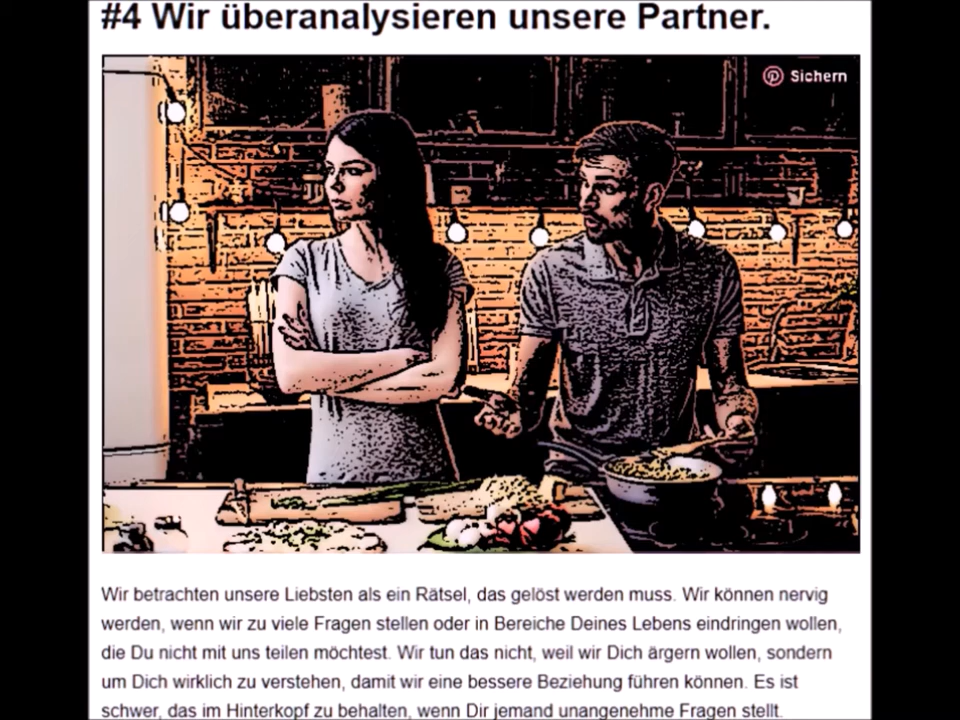 #4 Wir überanalysieren unsere Partner.
Sichern
Wir betrachten unsere Liebsten als ein Rätsel, das gelöst werden muss. Wir können nervig
werden, wenn wir zu viele Fragen stellen oder in Bereiche Deines Lebens eindringen wollen,
die Du nicht mit uns teilen möchtest. Wir tun das nicht, weil wir Dich ärgern wollen, sondern
um Dich wirklich zu verstehen, damit wir eine bessere Beziehung führen können. Es ist
schwer, das im Hinterkopf zu behalten, wenn Dir jemand unangenehme Fragen stellt.